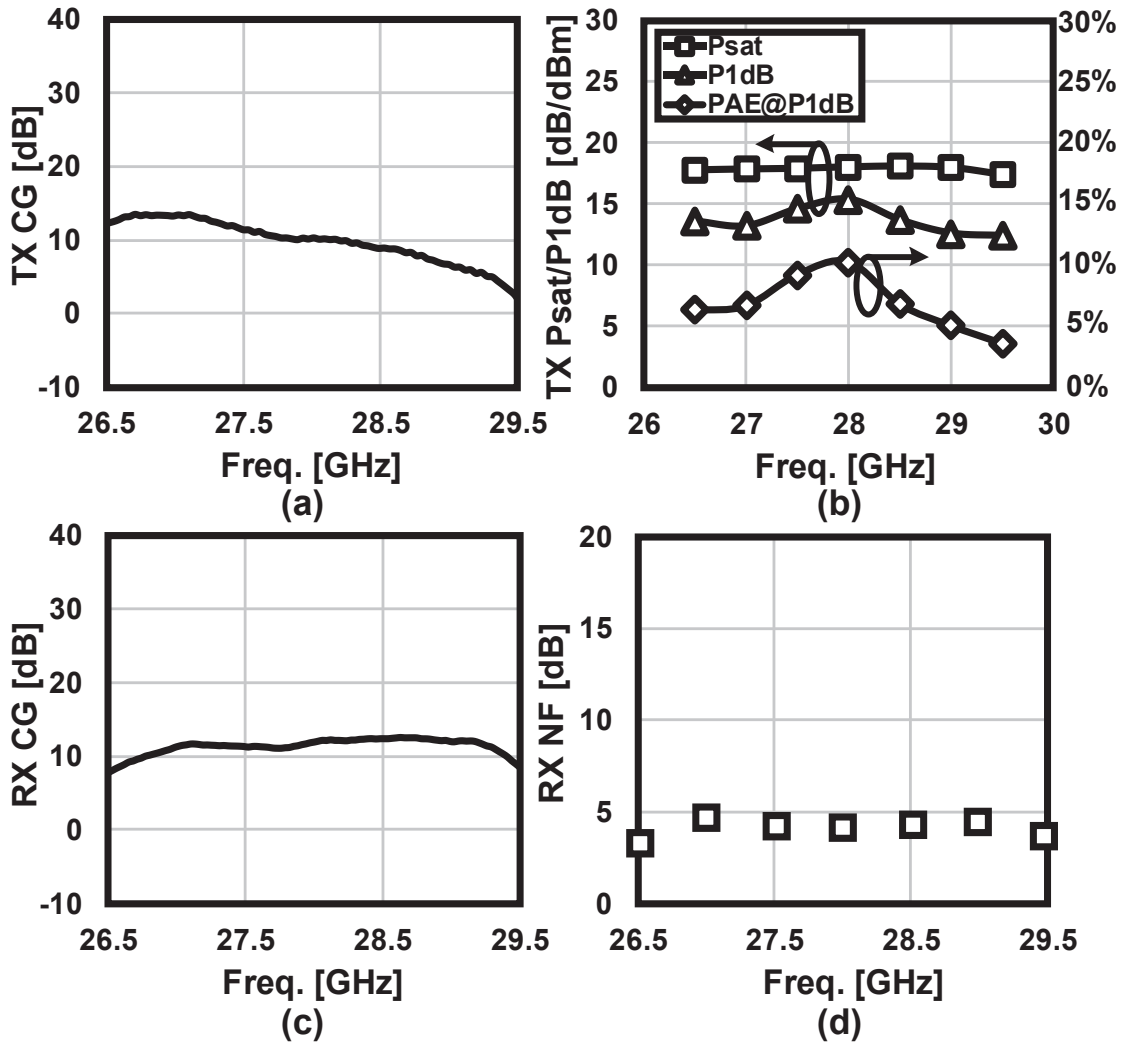 TX CG [dB]
40
30
20
10
0
-10
26.5 27.5 28.5 29.5
Freq. [GHz]
(a)
TX Psat/P1dB [dB/dBm]
30
25
20
15
10
5
0
Psat
P1dB
PAE@P1dB
30%
25%
20%
15%
10%
5%
0%
26 27 28 29 30
Freq. [GHz]
(b)
RX CG [dB]
40
30
20
10
0
-10
26.5 27.5 28.5 29.5
Freq. [GHz]
(c)
RX NF [dB]
20
15
10
5
0
26.5 27.5 28.5 29.5
Freq. [GHz]
(d)